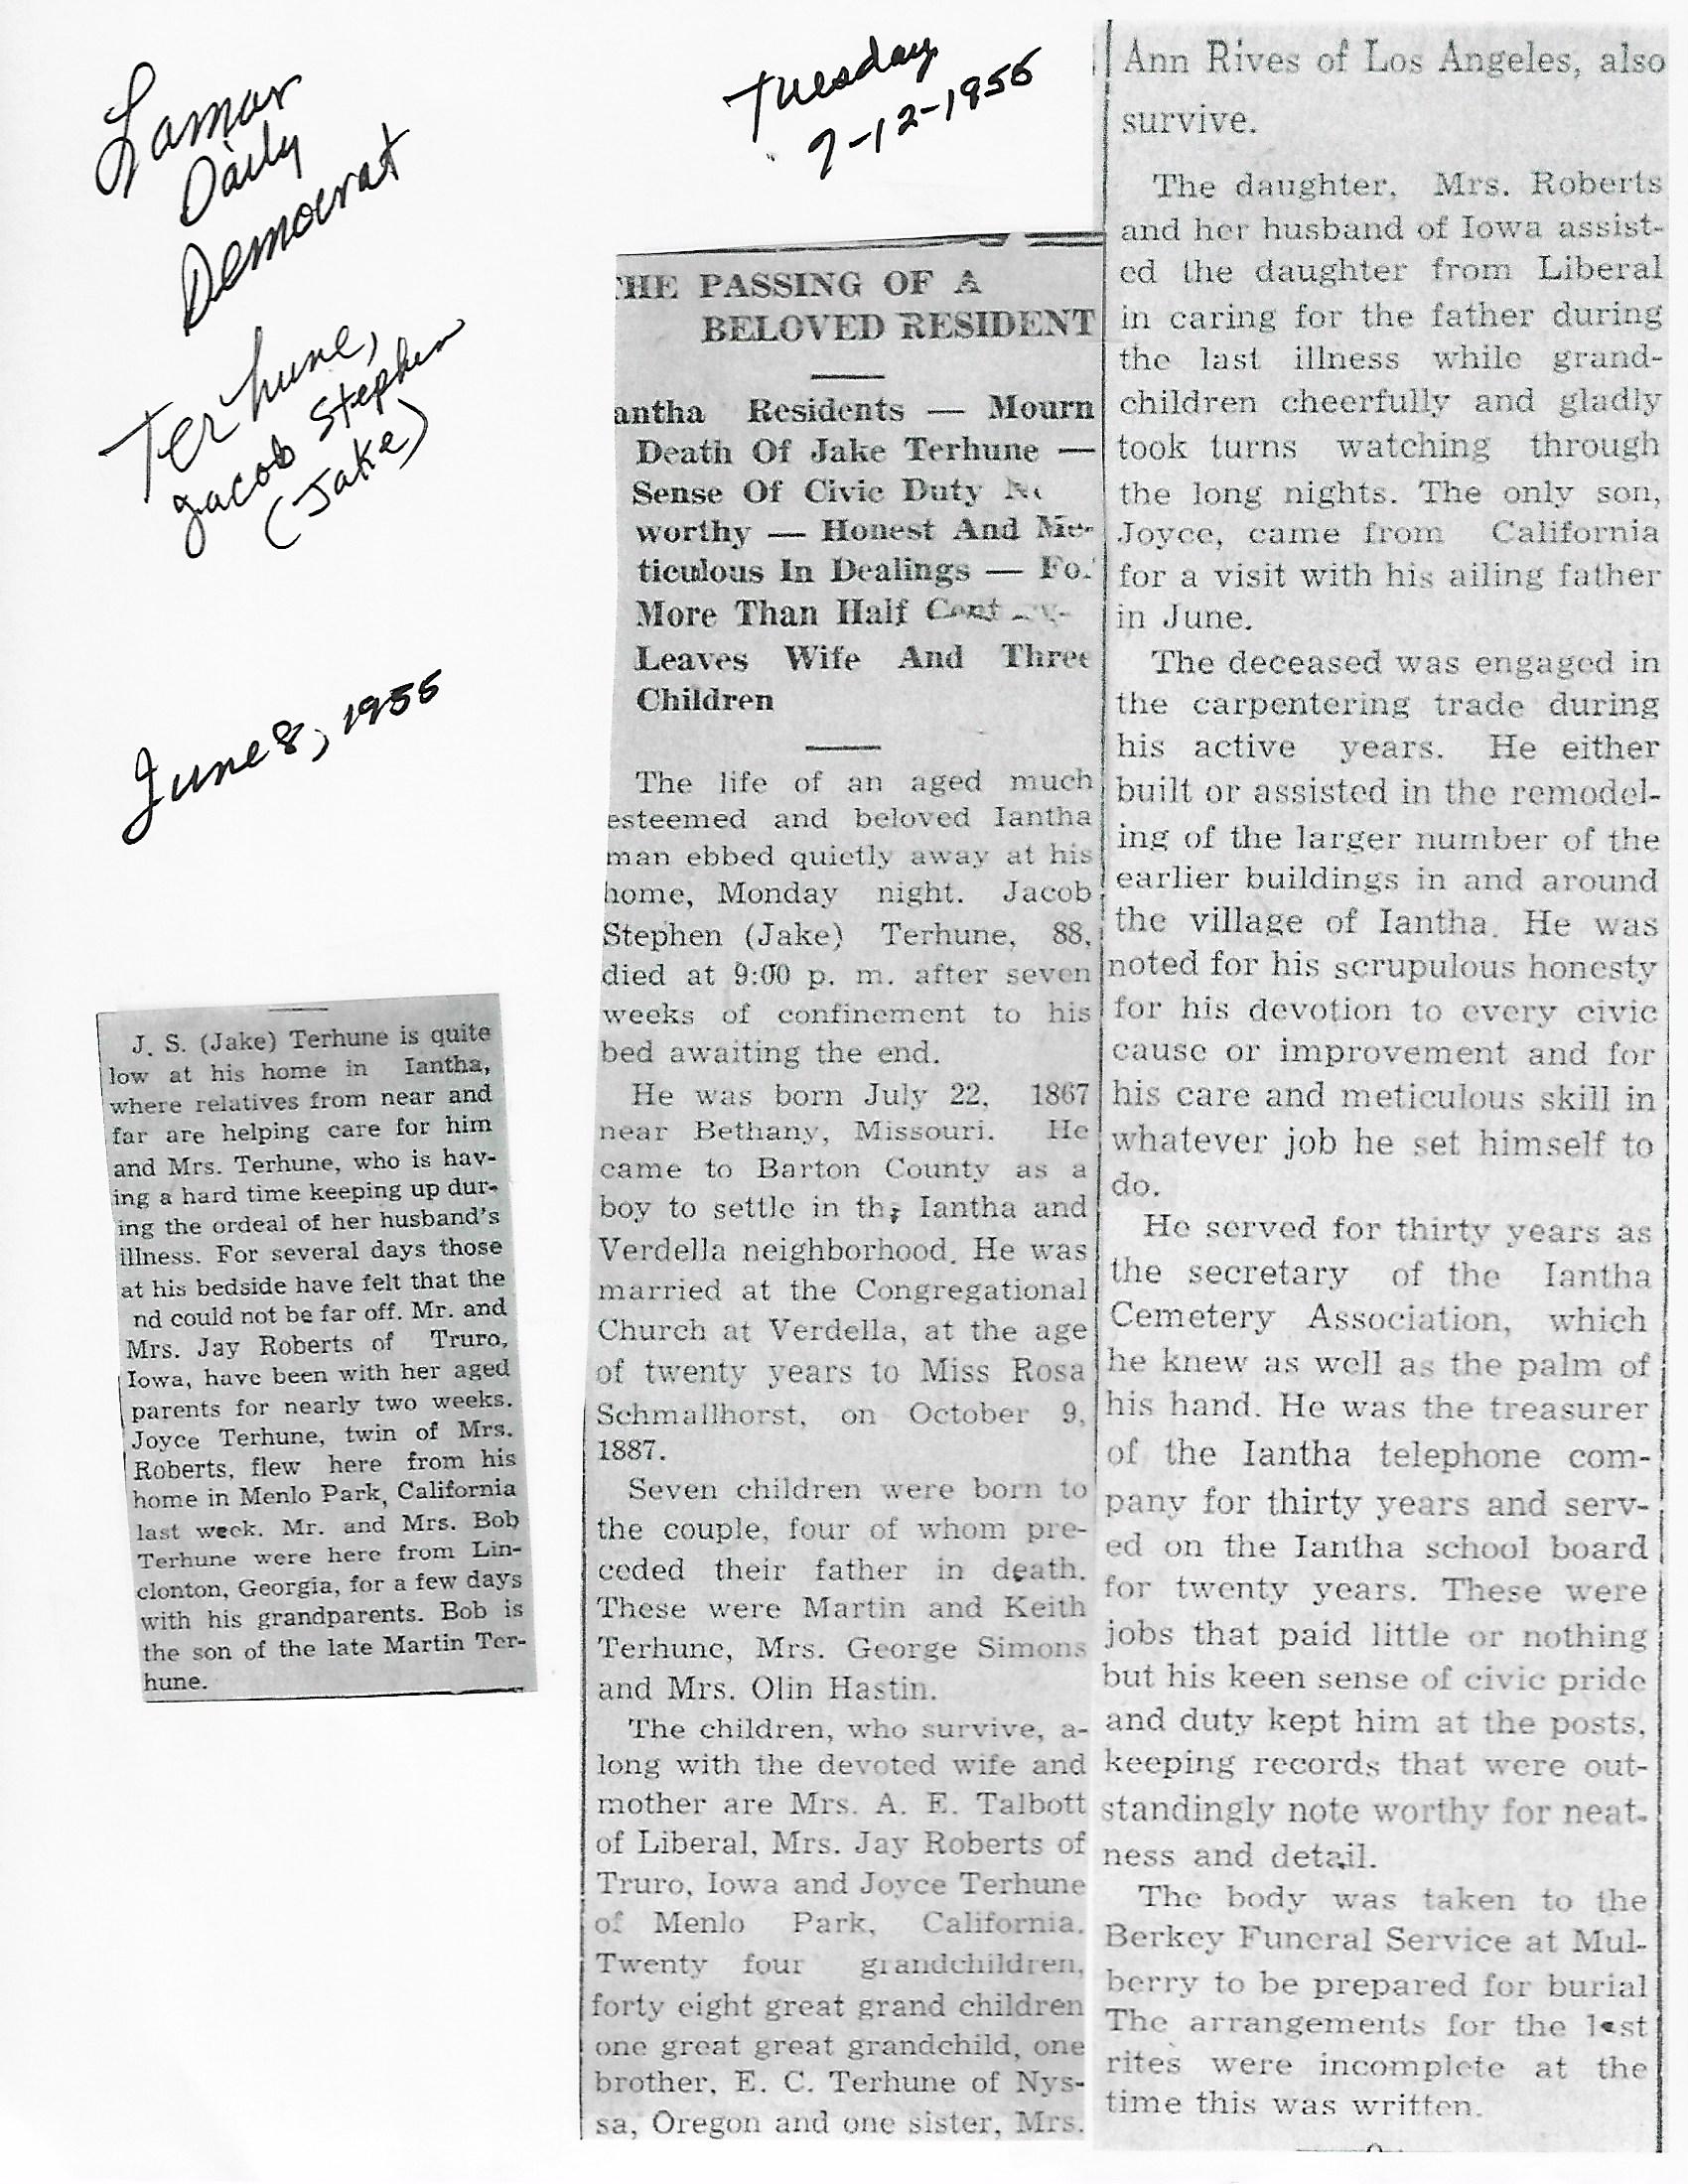 Lamar
Daily
Democrat
Terhune,
Jacob Stephen
(Jake)
June 8, 1955
J. S. (Jake) Terhune is quite
low at his home in Iantha,
where relatives from near and
far are helping care for him
and Mrs. Terhune, who is hav-
ing a hard time keeping up dur-
ing the ordeal of her husband's
illness. For several days those
at his bedside have felt that the
nd could not be far off. Mr. and
Mrs. Jay Roberts of Truro,
Iowa, have been with her aged
parents for nearly two weeks.
Joyce Terhune, twin of Mrs.
Roberts, flew here from his
home in Menlo Park, California
last week. Mr. and Mrs. Bob
Terhune were here from Lin-
clonton, Georgia, for a few days
with his grandparents. Bob is
the son of the late Martin Ter-
hune.
Tuesday
7-12-1955
THE PASSING OF A
BELOVED RESIDENT
antha Residents — Mourn
Death Of Jake Terhune —
Sense Of Civic Duty
worthy — Honest And Me-
ticulous In Dealings — Fo
More Than Half
Leaves Wife And Three
Children
The life of an aged much
esteemed and beloved Iantha
man ebbed quietly away at his
home, Monday night. Jacob
Stephen (Jake) Terhune, 88,
died at 9:00 p. m. after seven
weeks of confinement to his
bed awaiting the end.
He was born July 22, 1867
near Bethany, Missouri. He
came to Barton County as a
boy to settle in the Iantha and
Verdella neighborhood. He was
married at the Congregational
Church at Verdella, at the age
of twenty years to Miss Rosa
Schmallhorst, on October 9,
1887.
Seven children were born to
the couple, four of whom pre-
ceded their father in death.
These were Martin and Keith
Terhune, Mrs. George Simons
and Mrs. Olin Hastin.
The children, who survive, a-
long with the devoted wife and
mother are Mrs. A. E. Talbott
of Liberal, Mrs. Jay Roberts of
Truro, Iowa and Joyce Terhune
of Menlo Park, California.
Twenty four grandchildren,
forty eight great grand children
one great great grandchild, one
brother, E. C. Terhune of Nys-
sa, Oregon and one sister, Mrs.
Ann Rives of Los Angeles, also
survive.
The daughter, Mrs. Roberts
and her husband of Iowa assist-
ed the daughter from Liberal
in caring for the father during
the last illness while grand-
children cheerfully and gladly
took turns watching through
the long nights. The only son,
Joyce, came from California
for a visit with his ailing father
in June.
The deceased was engaged in
the carpentering trade during
his active years. He either
built or assisted in the remodel-
ing of the larger number of the
earlier buildings in and around
the village of Iantha. He was
noted for his scrupulous honesty
for his devotion to every civic
cause or improvement and for
his care and meticulous skill in
whatever job he set himself to
do.
He served for thirty years as
the secretary of the Iantha
Cemetery Association, which
he knew as well as the palm of
his hand. He was the treasurer
of the Iantha telephone com-
pany for thirty years and serv-
ed on the Iantha school board
for twenty years. These were
jobs that paid little or nothing
but his keen sense of civic pride
and duty kept him at the posts,
keeping records that were out-
standingly note worthy for neat-
ness and detail.
The body was taken to the
Berkey Funeral Service at Mul-
berry to be prepared for burial
The arrangements for the last
rites were incomplete at the
time this was written.